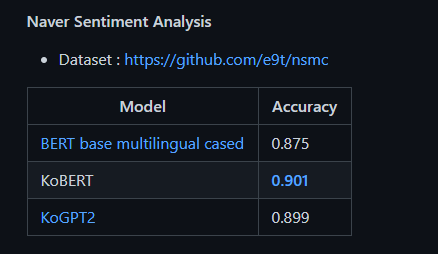 Naver Sentiment Analysis
Dataset : https://github.com/e9t/nsmc
Model Accuracy
BERT base multilingual cased 0.875
KoBERT 0.901
KoGPT2 0.899